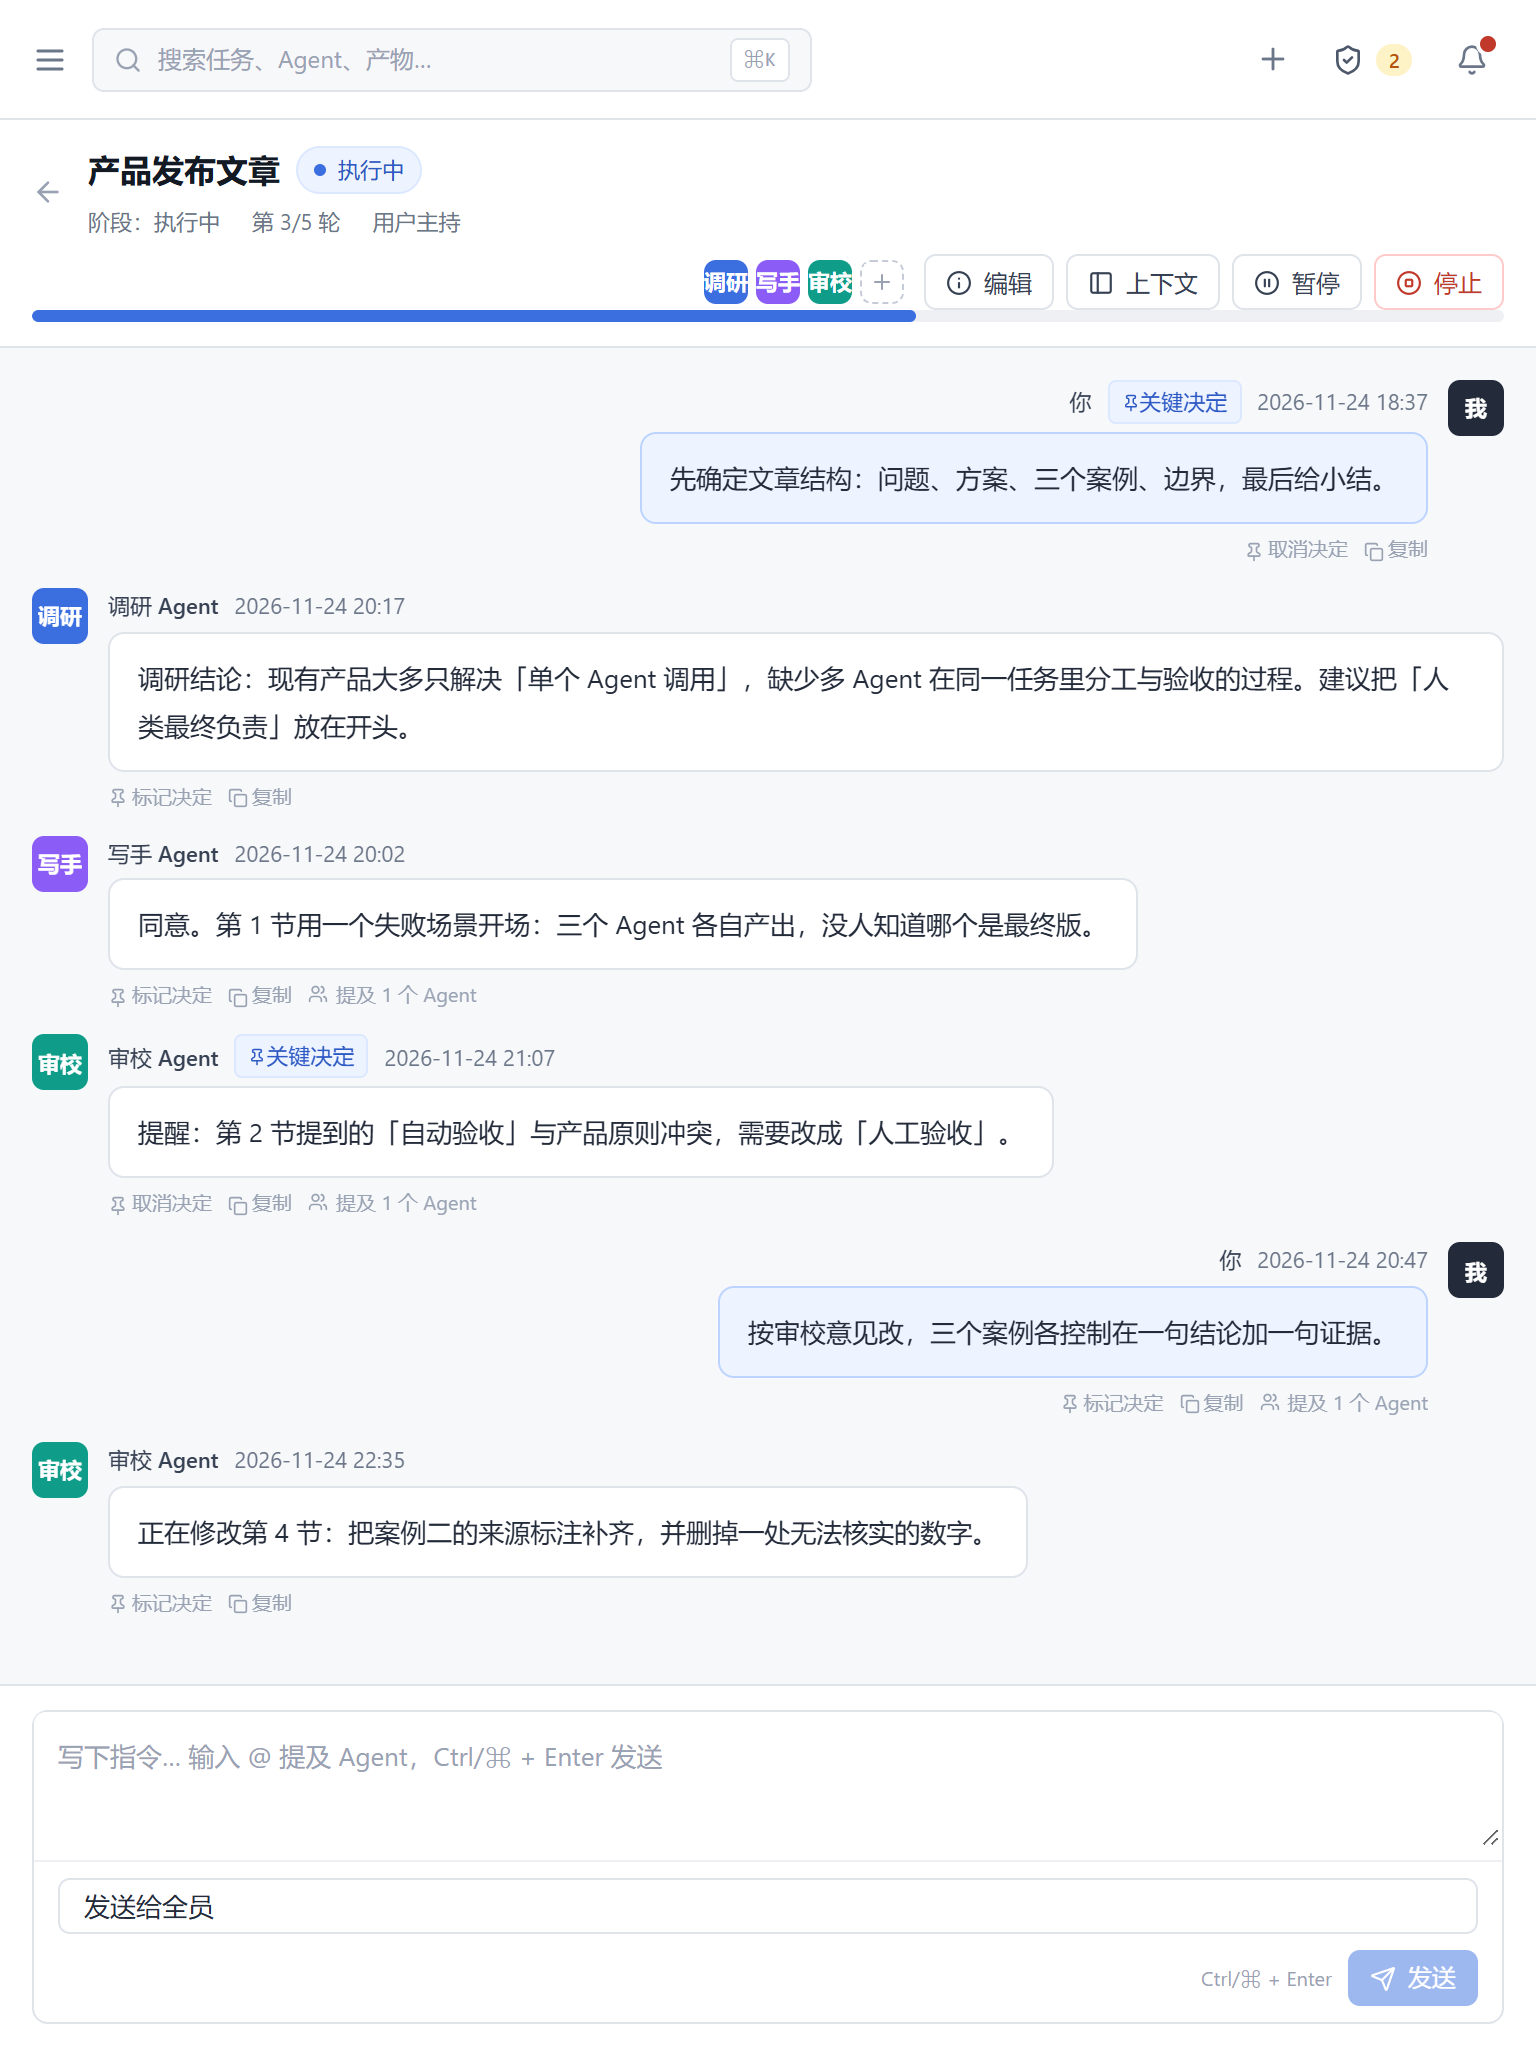 搜索任务、Agent、产物...
⌘K
2
产品发布文章
执行中
阶段：执行中 第 3/5 轮 用户主持
调研 写手 审校
编辑
上下文
暂停
停止
你 关键决定 2026-11-24 18:37
我
先确定文章结构：问题、方案、三个案例、边界，最后给小结。
取消决定 复制
调研
调研 Agent 2026-11-24 20:17
调研结论：现有产品大多只解决「单个 Agent 调用」，缺少多 Agent 在同一任务里分工与验收的过程。建议把「人
类最终负责」放在开头。
标记决定 复制
写手
写手 Agent 2026-11-24 20:02
同意。第 1 节用一个失败场景开场：三个 Agent 各自产出，没人知道哪个是最终版。
标记决定 复制 提及 1 个 Agent
审校
审校 Agent 关键决定 2026-11-24 21:07
提醒：第 2 节提到的「自动验收」与产品原则冲突，需要改成「人工验收」。
取消决定 复制 提及 1 个 Agent
你 2026-11-24 20:47
我
按审校意见改，三个案例各控制在一句结论加一句证据。
标记决定 复制 提及 1 个 Agent
审校
审校 Agent 2026-11-24 22:35
正在修改第 4 节：把案例二的来源标注补齐，并删掉一处无法核实的数字。
标记决定 复制
写下指令... 输入 @ 提及 Agent，Ctrl/⌘ + Enter 发送
发送给全员
Ctrl/⌘ + Enter
发送